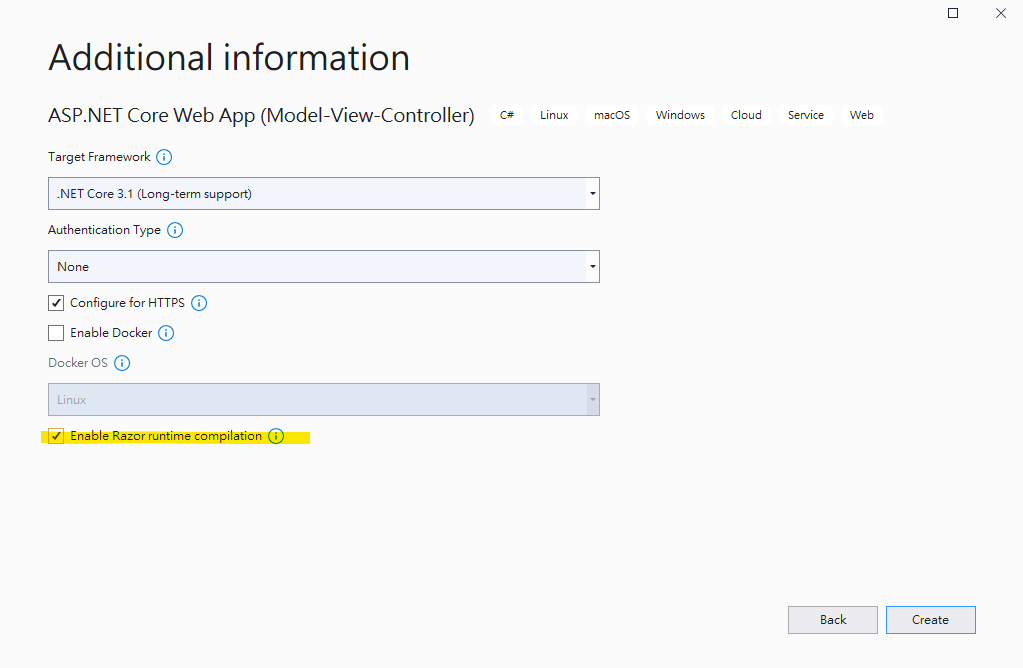 Additional information
ASP.NET Core Web App (Model-View-Controller) C# Linux macOS Windows Cloud Service Web
Target Framework
.NET Core 3.1 (Long-term support)
Authentication Type
None
Configure for HTTPS
Enable Docker
Docker OS
Linux
Enable Razor runtime compilation
Back Create